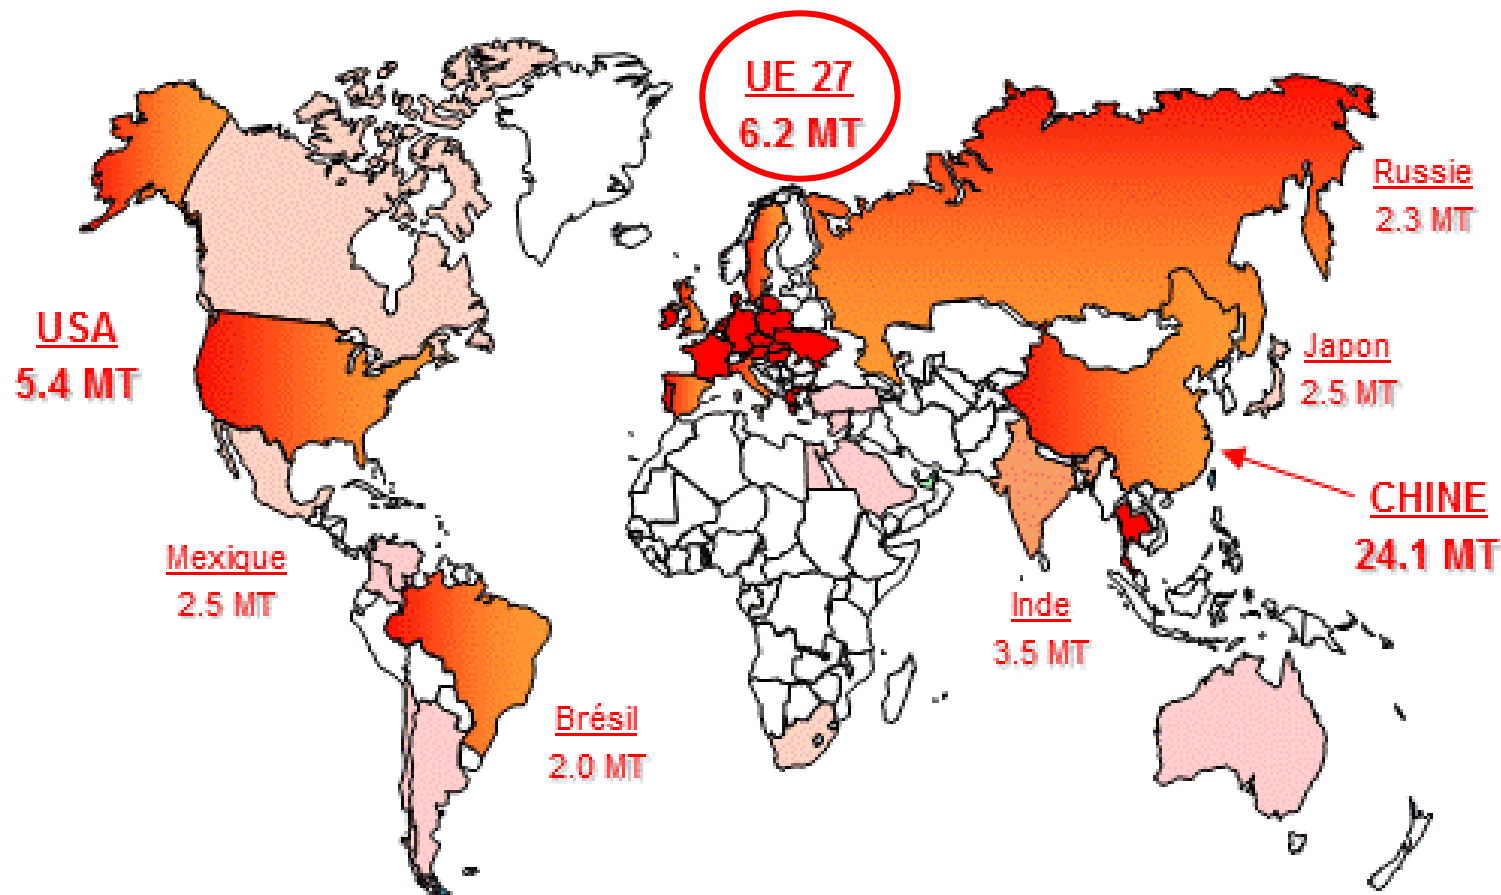 UE 27
6.2 MT
Russie
2.3 MT
USA
5.4 MT
Japon
2.5 MT
CHINE
24.1 MT
Mexique
2.5 MT
Inde
3.5 MT
Brésil
2.0 MT